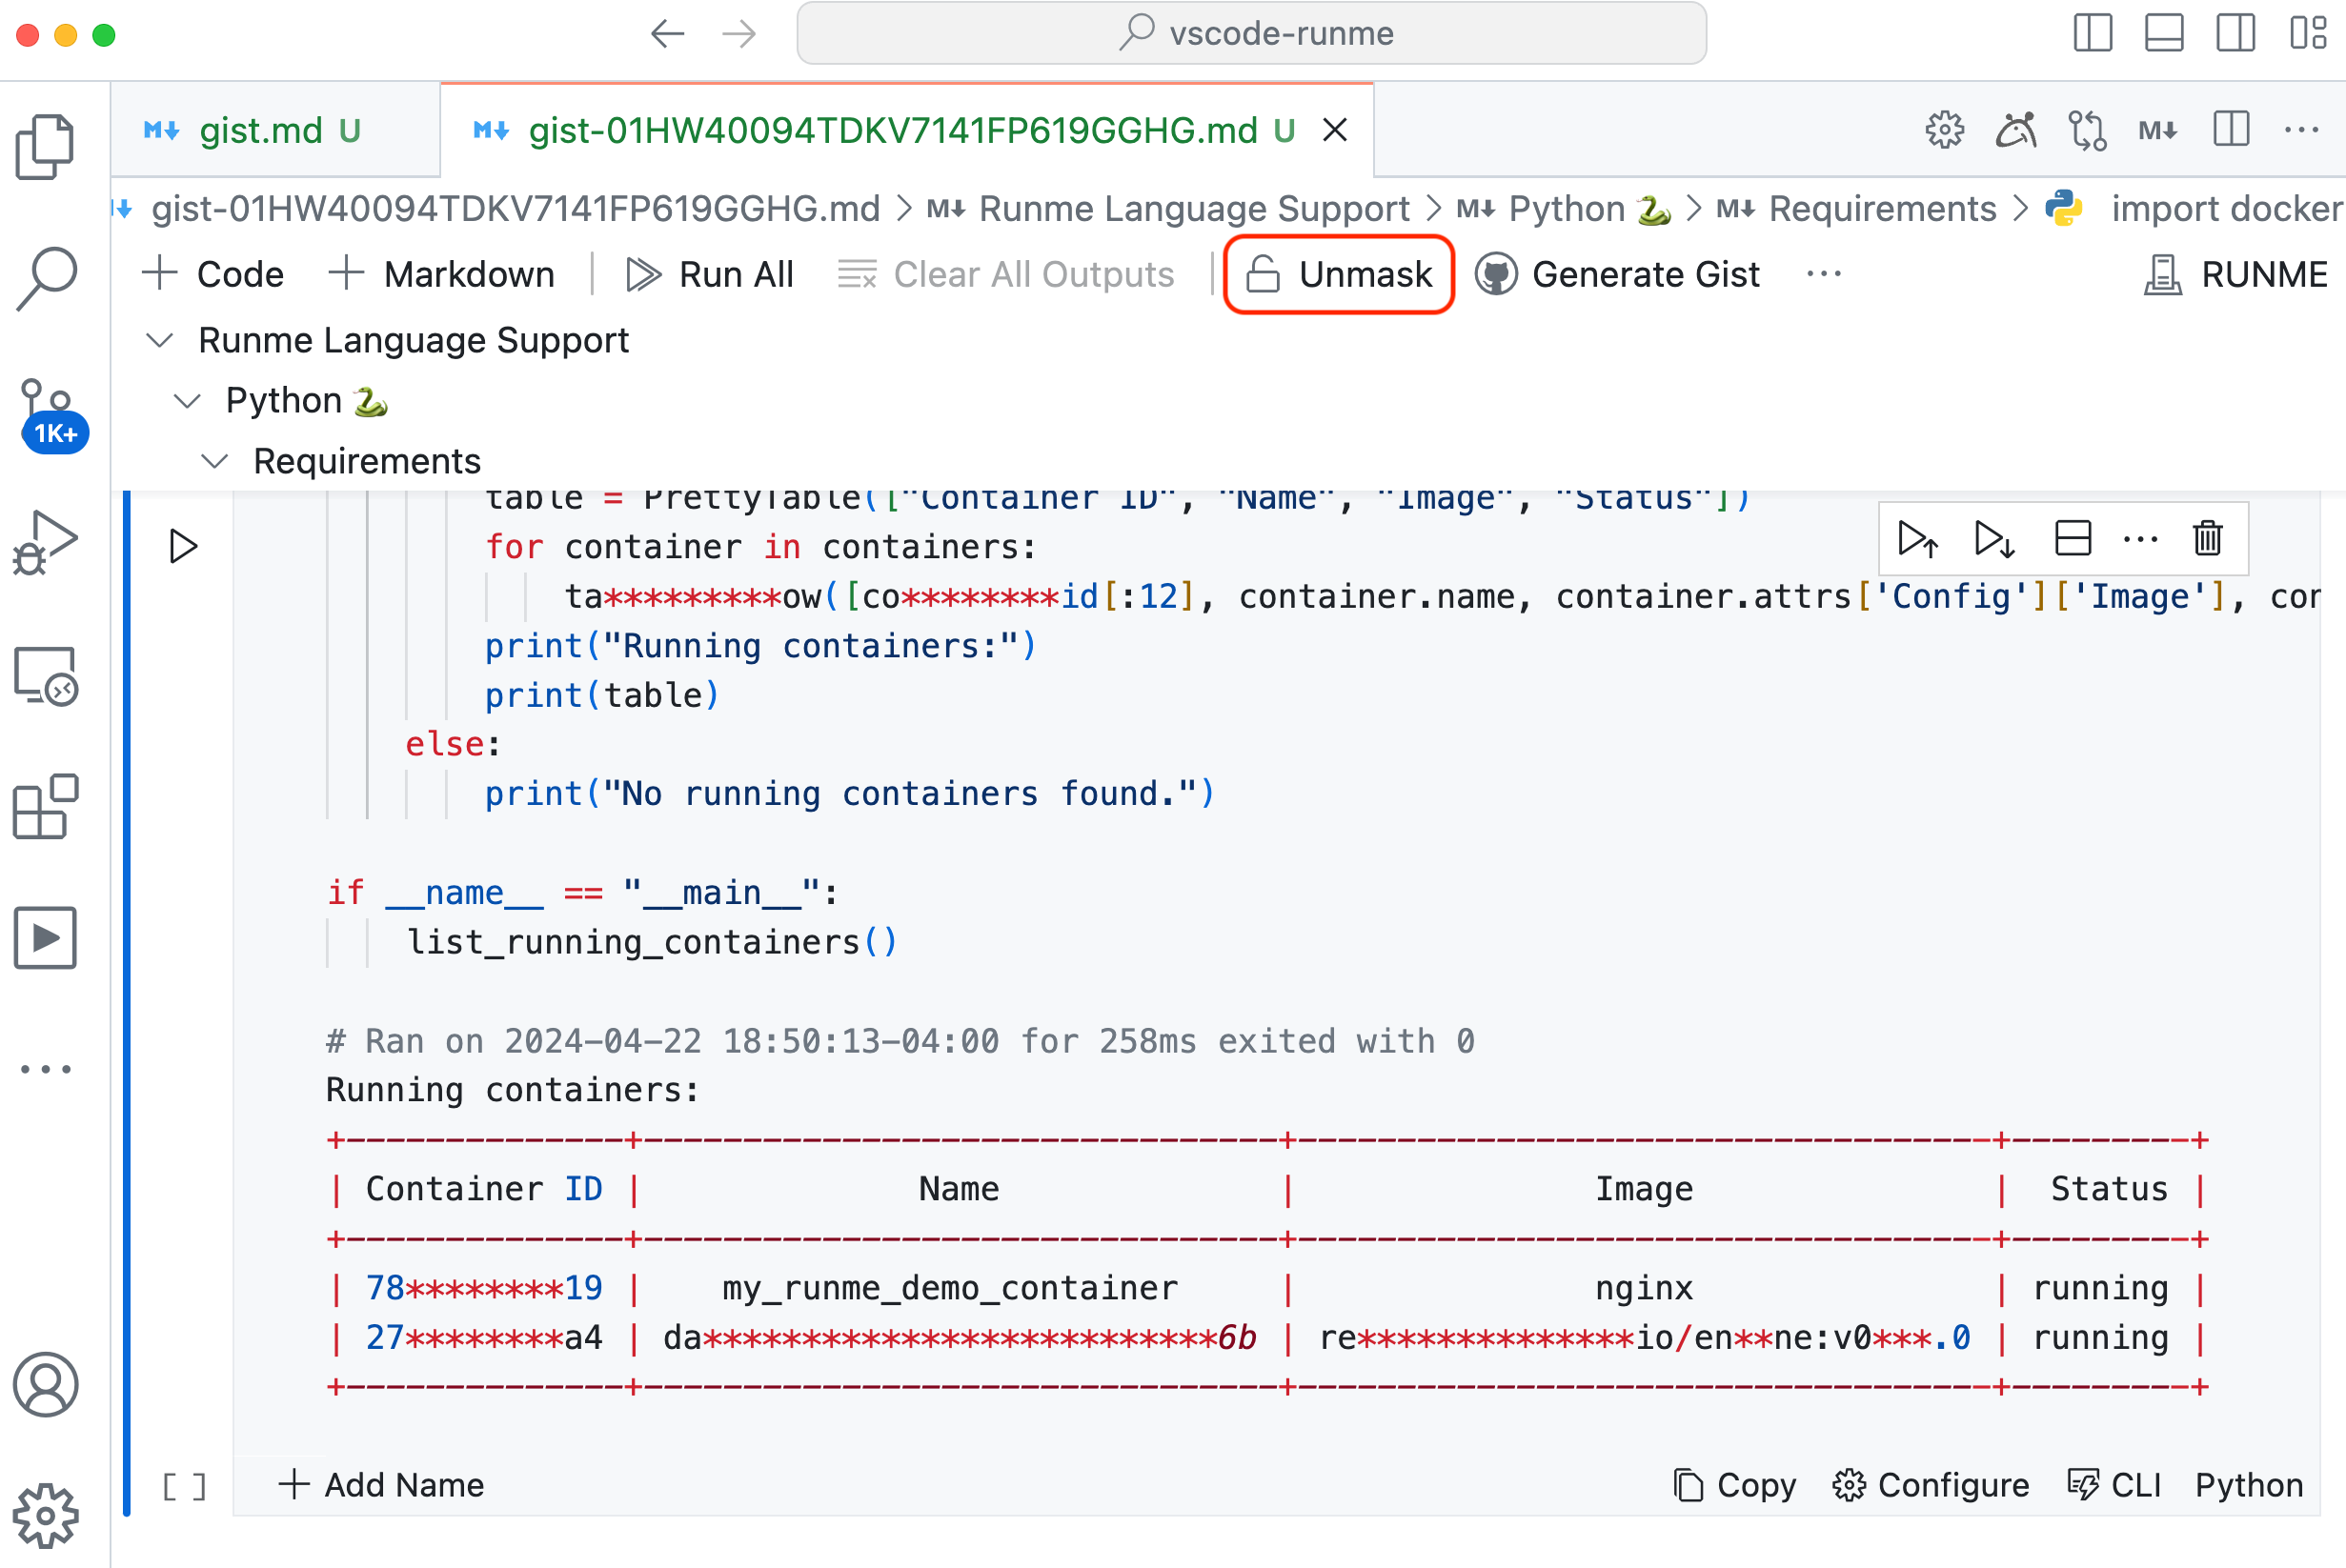 vscode-runme
gist.md U
gist-01HW40094TDKV7141FP619GGHG.md U
gist-01HW40094TDKV7141FP619GGHG.md > Runme Language Support > Python > Requirements > import docker
Code Markdown Run All Clear All Outputs Unmask Generate Gist ··· RUNME
Runme Language Support
Python
Requirements
1K+
table = PrettyTable(["Container ID", "Name", "Image", "Status"])
for container in containers:
ta*********ow([co********id[:12], container.name, container.attrs['Config']['Image'], con
print("Running containers:")
print(table)
else:
print("No running containers found.")
if __name__ == "__main__":
list_running_containers()
# Ran on 2024-04-22 18:50:13-04:00 for 258ms exited with 0
Running containers:
+--------------+--------------------------------+-----------------------------------+---------+
| Container ID | Name | Image | Status |
+--------------+--------------------------------+-----------------------------------+---------+
| 78********19 | my_runme_demo_container | nginx | running |
| 27********a4 | da**************************6b | re**************io/en**ne:v0***.0 | running |
+--------------+--------------------------------+-----------------------------------+---------+
[ ] Add Name Copy Configure CLI Python